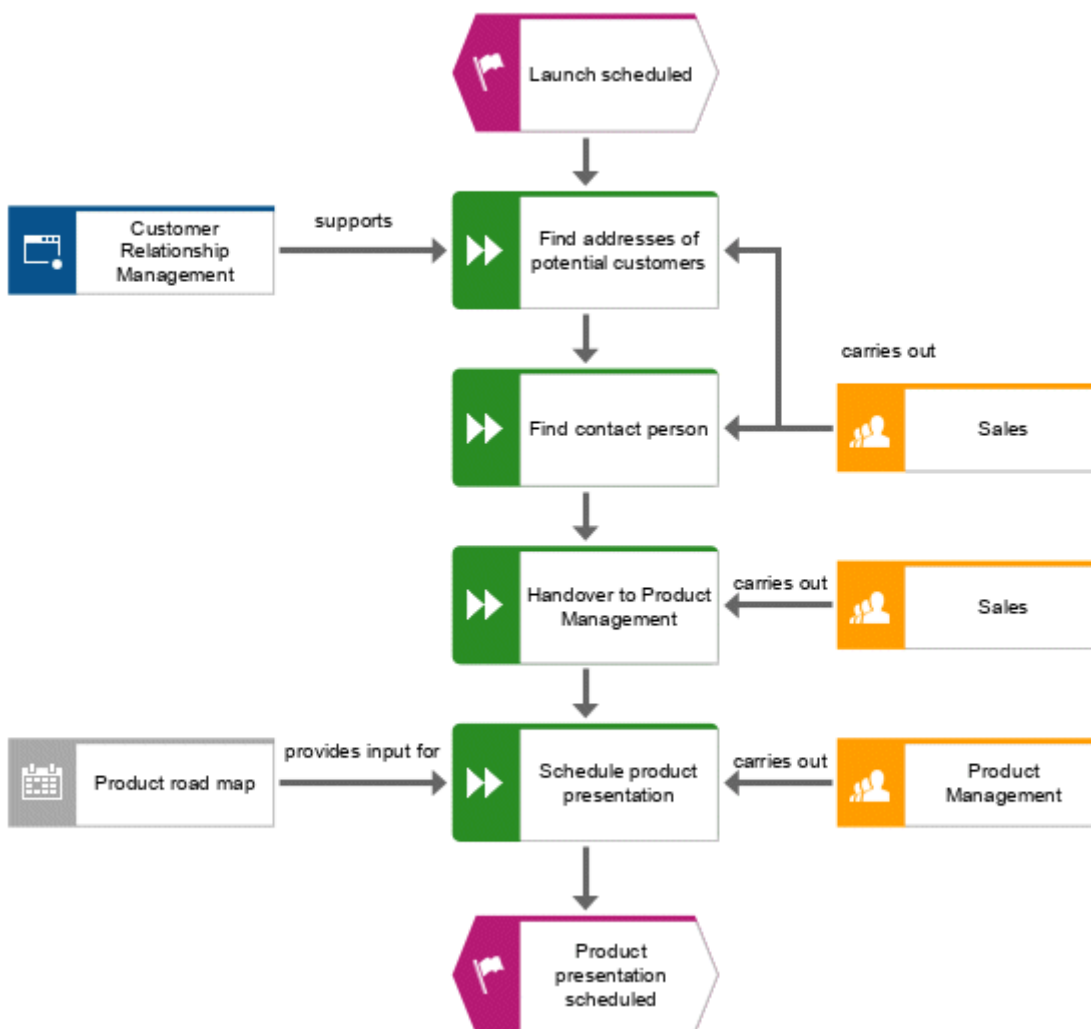 Launch scheduled
supports
Customer
Relationship
Management
Find addresses of
potential customers
carries out
Find contact person
Sales
Handover to Product
Management
carries out
Sales
Product road map
provides input for
Schedule product
presentation
carries out
Product
Management
Product
presentation
scheduled